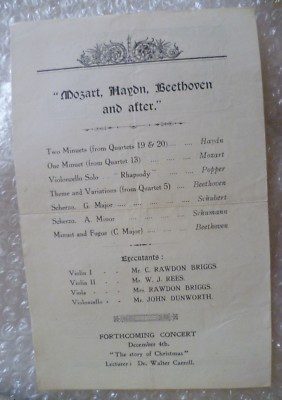 "Mozart, Haydn, Beethoven
and after."
Two Minuets (from Quartets 19 & 20) .... Haydn
One Minuet (from Quartet 13) .... .... Mozart
Violoncello Solo .... Rhapsody .... .... Popper
Theme and Variations (from Quartet 5) .... Beethoven
Scherzo. G. Major .... .... .... .... Schubert
Scherzo. A. Minor .... .... .... .... Schumann
Minuet and Fugue (C. Major) .... .... Beethoven
Executants:
Violin I - - Mr. C. RAWDON BRIGGS
Violin II - - Mr. W. J. REES.
Viola - - - Mrs. RAWDON BRIGGS.
Violoncello - - Mr. JOHN DUNWORTH.
FORTHCOMING CONCERT
December 4th.
"The story of Christmas."
Lecturer: Dr. Walter Carroll.